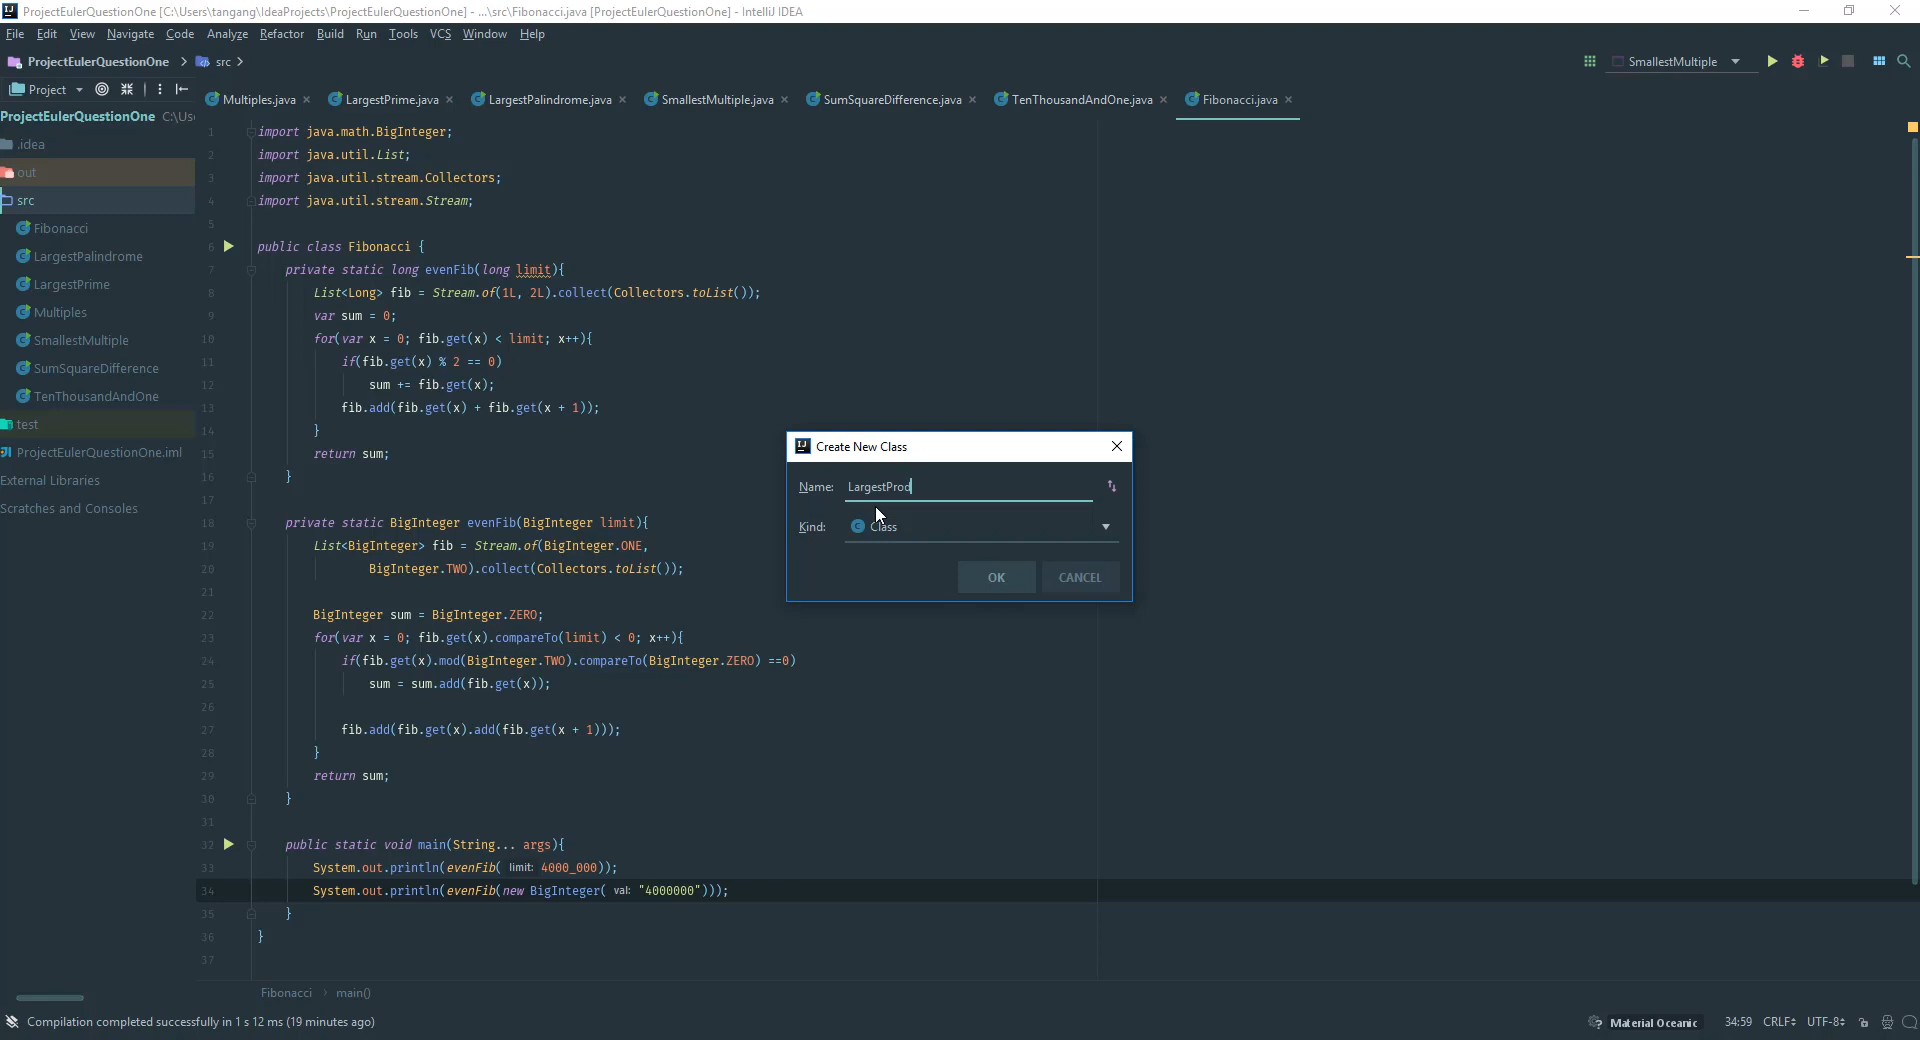 ProjectEulerQuestionOne [C:\Users\tangang\IdeaProjects\ProjectEulerQuestionOne] - ...\src\Fibonacci.java [ProjectEulerQuestionOne] - IntelliJ IDEA
File Edit View Navigate Code Analyze Refactor Build Run Tools VCS Window Help
ProjectEulerQuestionOne src
SmallestMultiple
Project
Multiples.java LargestPrime.java LargestPalindrome.java SmallestMultiple.java SumSquareDifference.java TenThousandAndOne.java Fibonacci.java
ProjectEulerQuestionOne C:\Use
.idea
out
src
Fibonacci
LargestPalindrome
LargestPrime
Multiples
SmallestMultiple
SumSquareDifference
TenThousandAndOne
test
ProjectEulerQuestionOne.iml
External Libraries
Scratches and Consoles
1 import java.math.BigInteger;
2 import java.util.List;
3 import java.util.stream.Collectors;
4 import java.util.stream.Stream;
5
6 public class Fibonacci {
7 private static long evenFib(long limit){
8 List<Long> fib = Stream.of(1L, 2L).collect(Collectors.toList());
9 var sum = 0;
10 for(var x = 0; fib.get(x) < limit; x++){
11 if(fib.get(x) % 2 == 0)
12 sum += fib.get(x);
13 fib.add(fib.get(x) + fib.get(x + 1));
14 }
15 return sum;
16 }
17
18 private static BigInteger evenFib(BigInteger limit){
19 List<BigInteger> fib = Stream.of(BigInteger.ONE,
20 BigInteger.TWO).collect(Collectors.toList());
21
22 BigInteger sum = BigInteger.ZERO;
23 for(var x = 0; fib.get(x).compareTo(limit) < 0; x++){
24 if(fib.get(x).mod(BigInteger.TWO).compareTo(BigInteger.ZERO) ==0)
25 sum = sum.add(fib.get(x));
26
27 fib.add(fib.get(x).add(fib.get(x + 1)));
28 }
29 return sum;
30 }
31
32 public static void main(String... args){
33 System.out.println(evenFib( limit: 4000_000));
34 System.out.println(evenFib(new BigInteger( val: "4000000")));
35 }
36 }
37
Create New Class
Name: LargestProd
Kind: Class
OK CANCEL
Fibonacci main()
Compilation completed successfully in 1 s 12 ms (19 minutes ago)
Material Oceanic 34:59 CRLF UTF-8